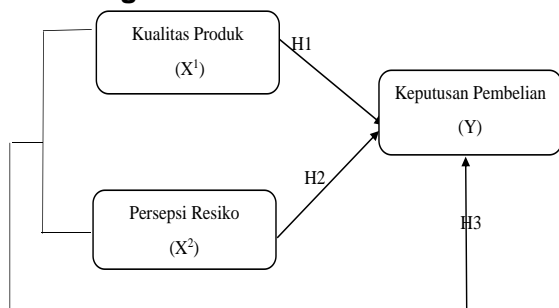 Kualitas Produk
(X¹)
H1
Keputusan Pembelian
(Y)
H2
Persepsi Resiko
(X²)
H3